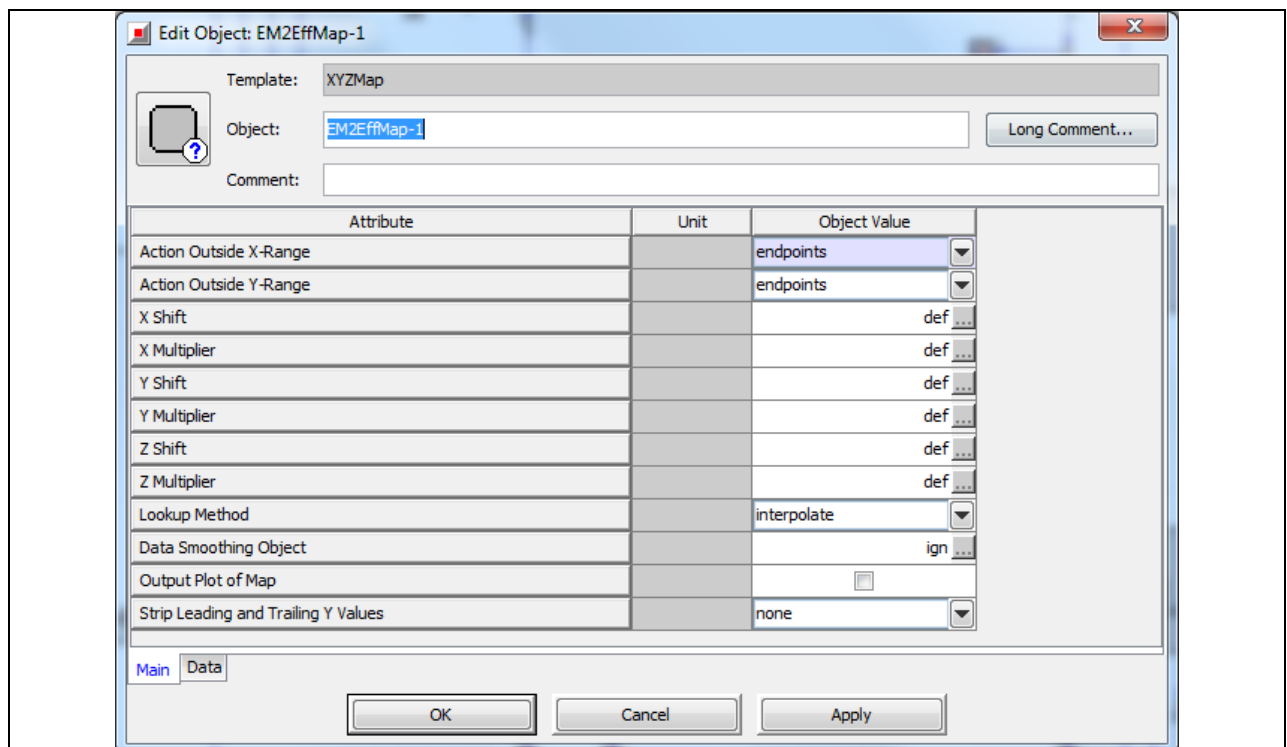 Edit Object: EM2EffMap-1
Template: XYZMap
Object: EM2EffMap-1 Long Comment...
Comment:
Attribute Unit Object Value
Action Outside X-Range endpoints
Action Outside Y-Range endpoints
X Shift def ...
X Multiplier def ...
Y Shift def ...
Y Multiplier def ...
Z Shift def ...
Z Multiplier def ...
Lookup Method interpolate
Data Smoothing Object ign ...
Output Plot of Map
Strip Leading and Trailing Y Values none
Main Data
OK Cancel Apply